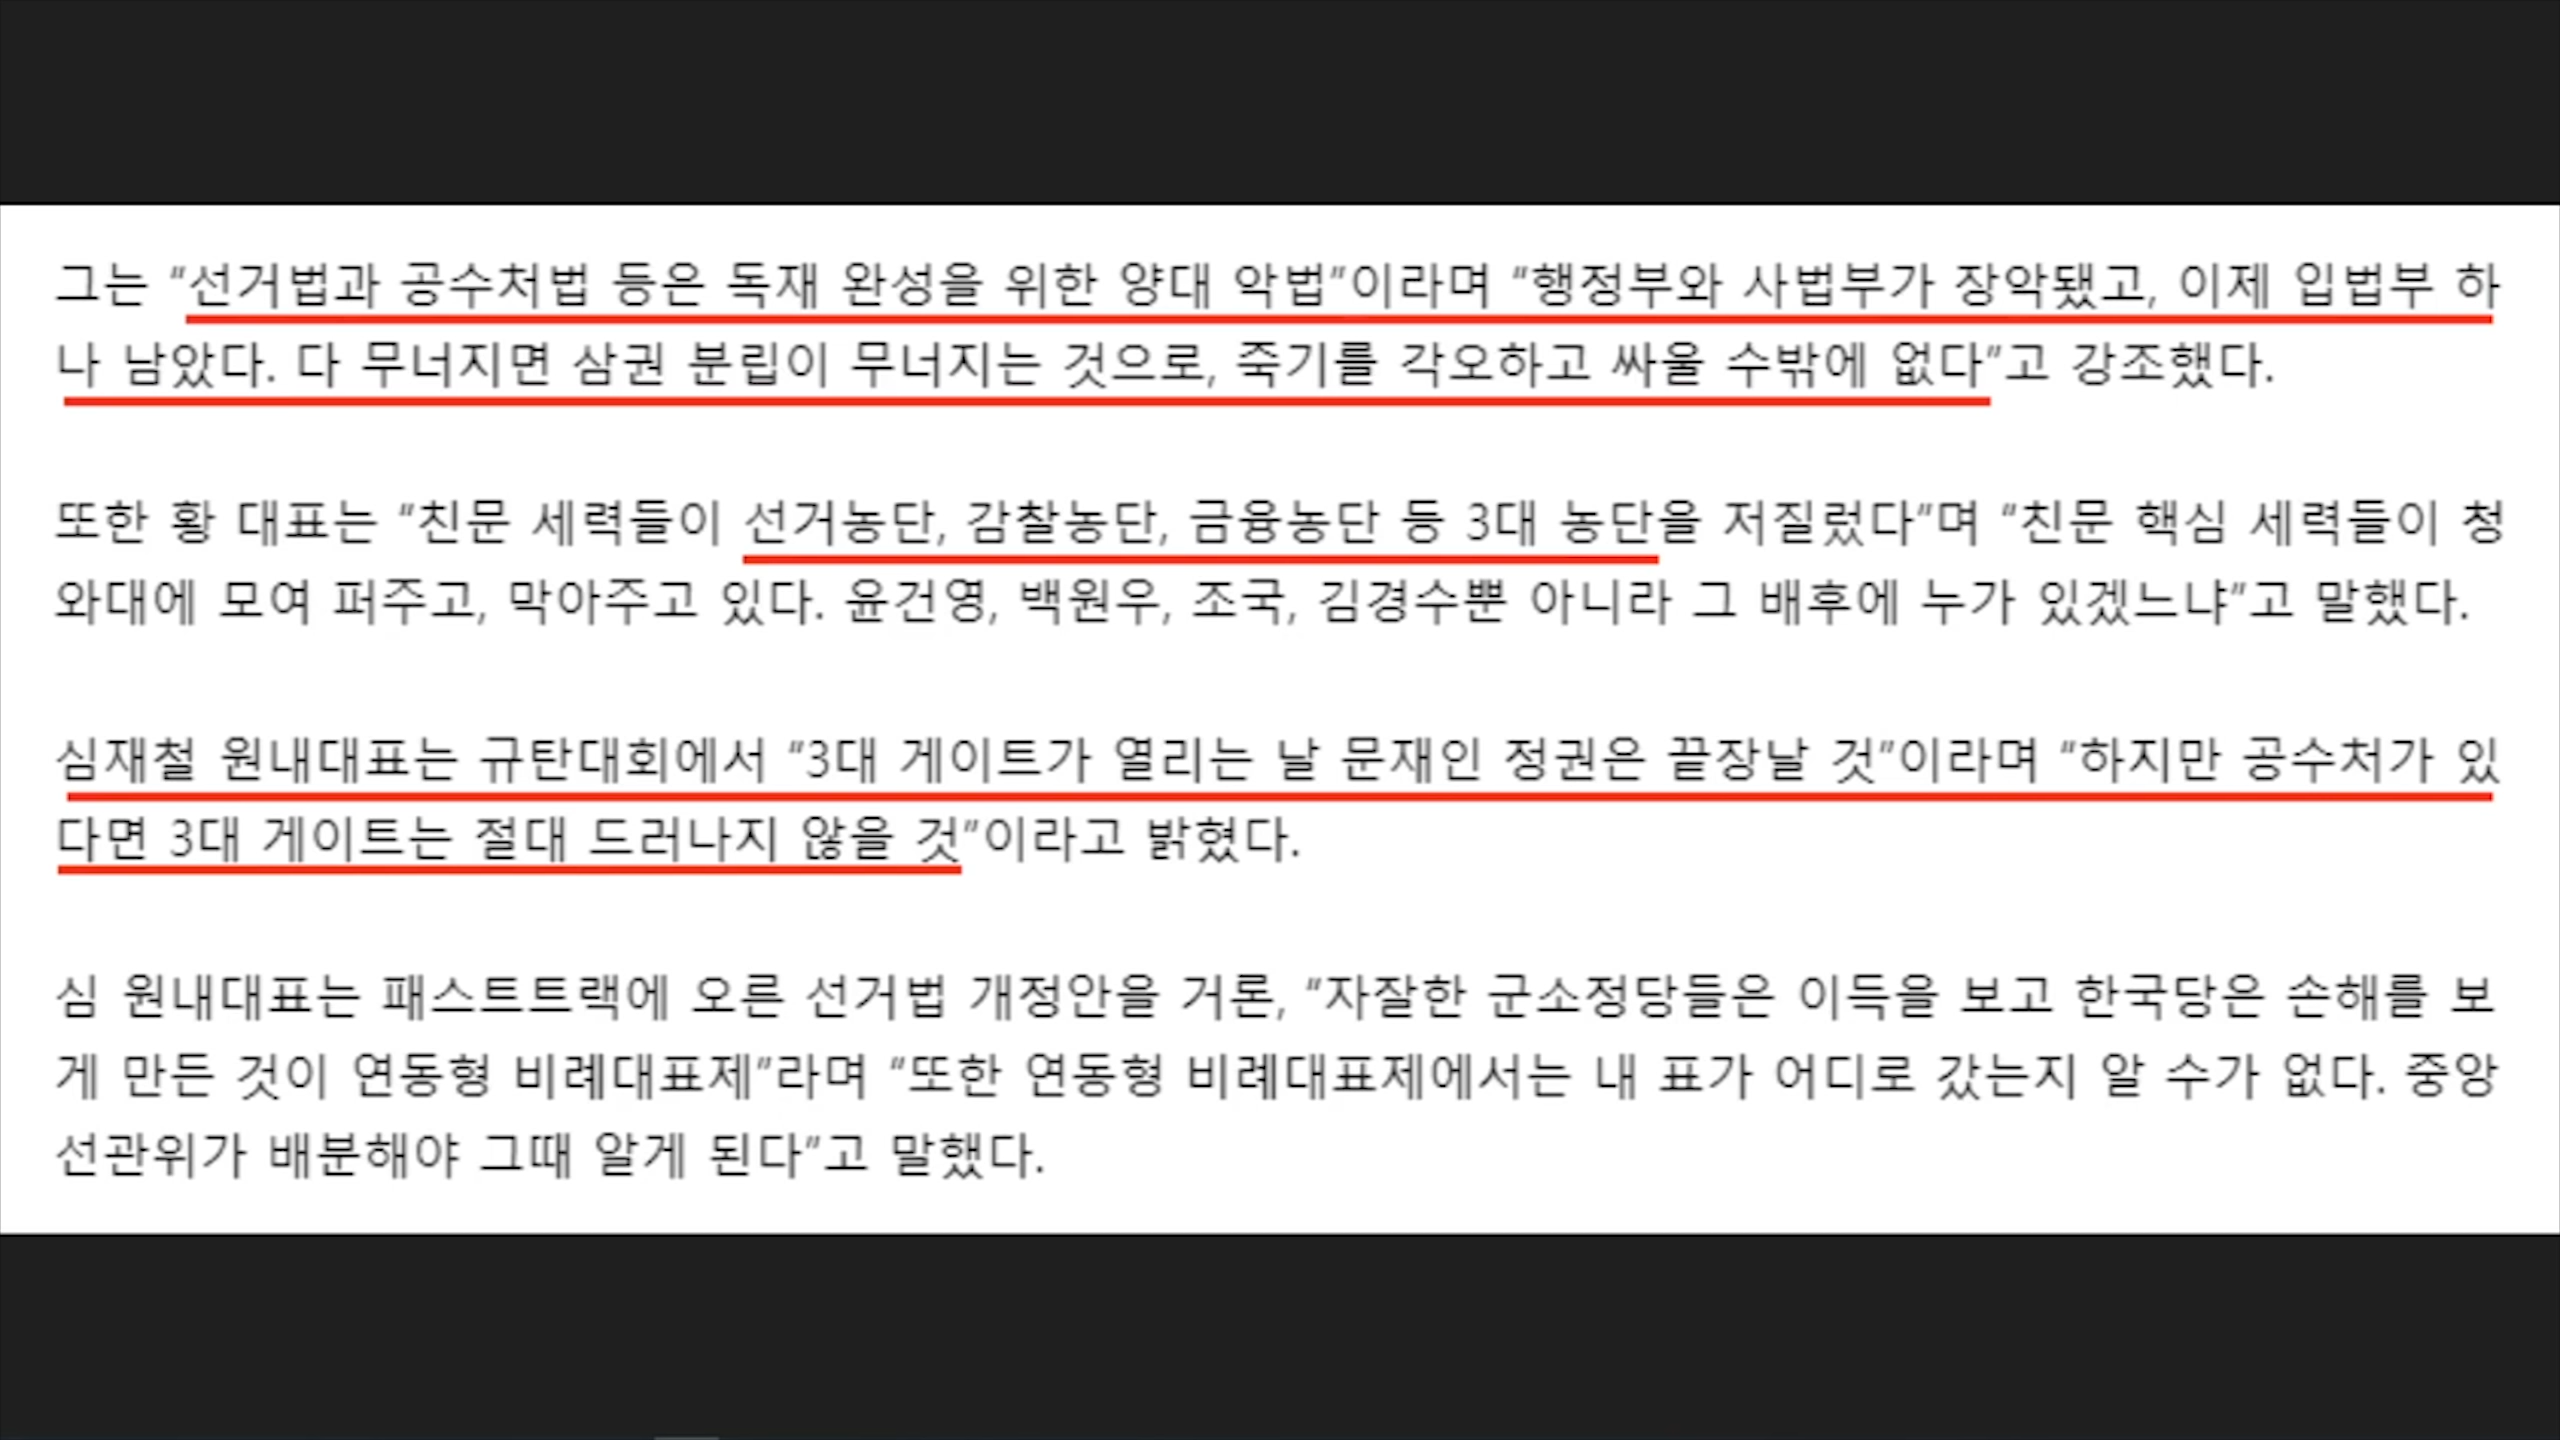 그는 “선거법과 공수처법 등은 독재 완성을 위한 양대 악법”이라며 “행정부와 사법부가 장악됐고, 이제 입법부 하
나 남았다. 다 무너지면 삼권 분립이 무너지는 것으로, 죽기를 각오하고 싸울 수밖에 없다”고 강조했다.
또한 황 대표는 “친문 세력들이 선거농단, 감찰농단, 금융농단 등 3대 농단을 저질렀다”며 “친문 핵심 세력들이 청
와대에 모여 퍼주고, 막아주고 있다. 윤건영, 백원우, 조국, 김경수뿐 아니라 그 배후에 누가 있겠느냐”고 말했다.
심재철 원내대표는 규탄대회에서 “3대 게이트가 열리는 날 문재인 정권은 끝장날 것”이라며 “하지만 공수처가 있
다면 3대 게이트는 절대 드러나지 않을 것”이라고 밝혔다.
심 원내대표는 패스트트랙에 오른 선거법 개정안을 거론, “자잘한 군소정당들은 이득을 보고 한국당은 손해를 보
게 만든 것이 연동형 비례대표제”라며 “또한 연동형 비례대표제에서는 내 표가 어디로 갔는지 알 수가 없다. 중앙
선관위가 배분해야 그때 알게 된다”고 말했다.